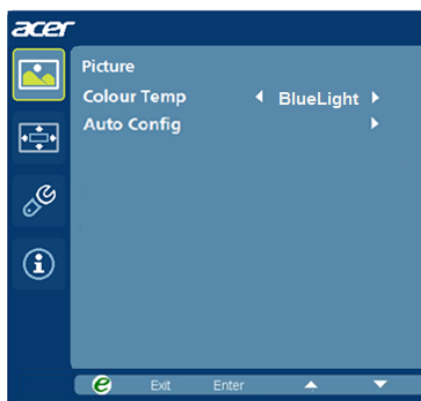 acer
Picture
Colour Temp BlueLight
Auto Config
e Exit Enter